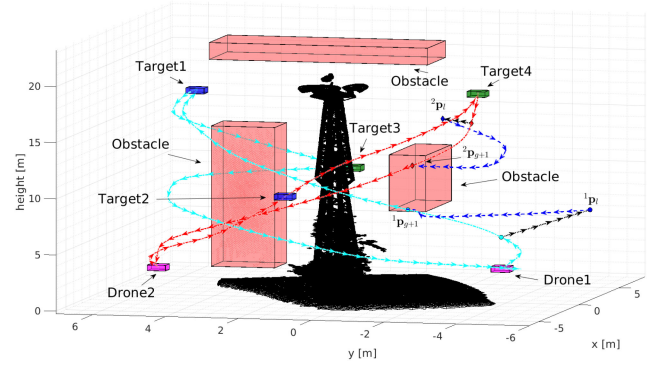 Target1
Target4
Obstacle
²p_l
Target3
Obstacle
²p_{g+1}
Obstacle
Target2
¹p_l
¹p_{g+1}
Drone1
Drone2
height [m]
20
15
10
5
0
6
4
2
0
-2
-4
-6
y [m]
-5
0
5
x [m]